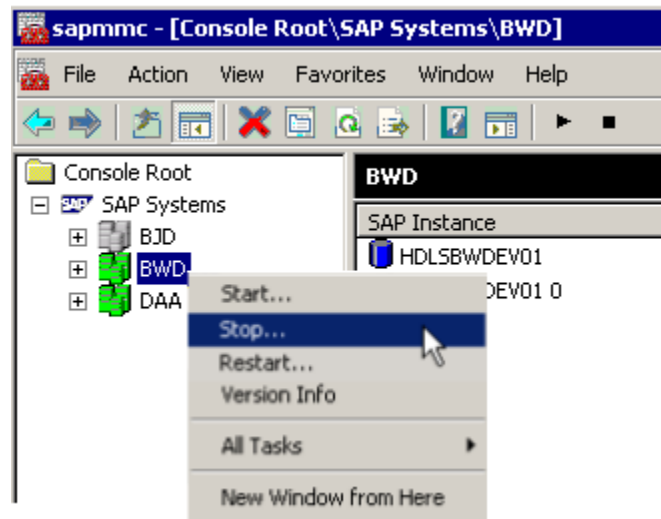 sapmmc - [Console Root\SAP Systems\BWD]
File Action View Favorites Window Help
Console Root
BWD
SAP SAP Systems
SAP Instance
BJD
HDLSBWDEV01
BWD
DEV01 0
DAA
Start...
Stop...
Restart...
Version Info
All Tasks
New Window from Here